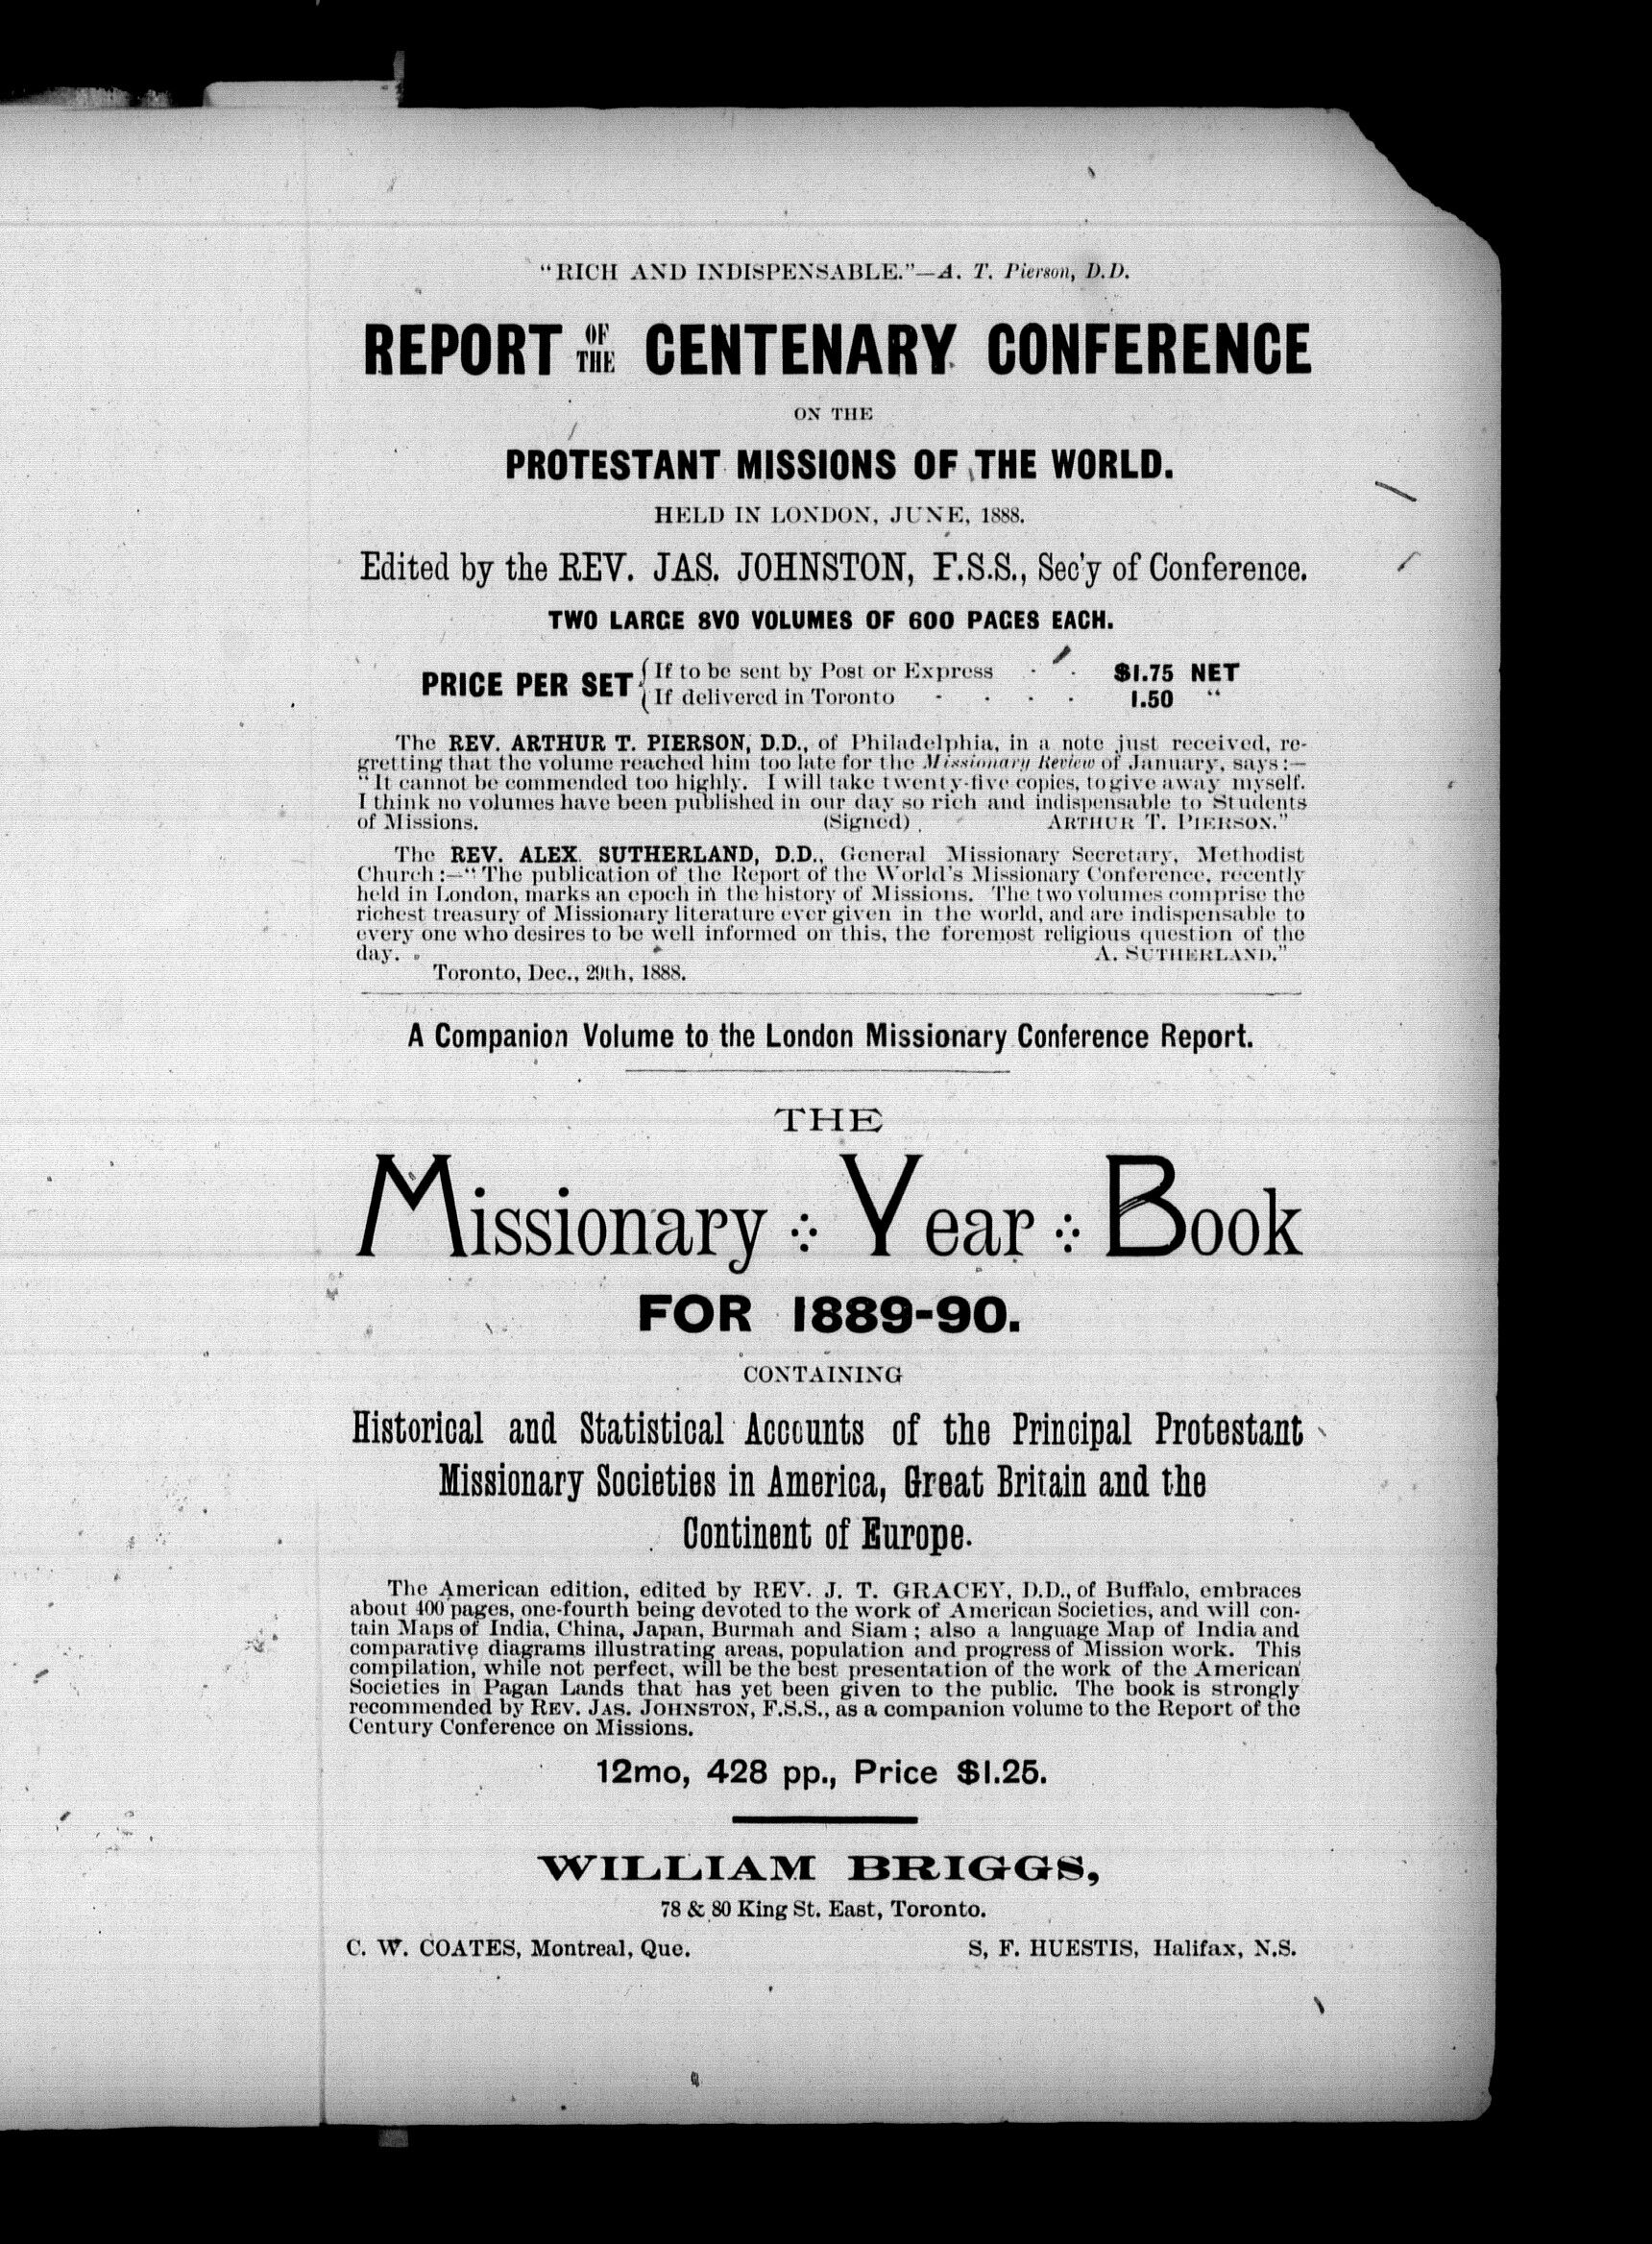 "RICH AND INDISPENSABLE."—A. T. Pierson, D.D.
REPORT OF THE CENTENARY CONFERENCE
ON THE
PROTESTANT MISSIONS OF THE WORLD.
HELD IN LONDON, JUNE, 1888.
Edited by the REV. JAS. JOHNSTON, F.S.S., Sec'y of Conference.
TWO LARGE 8VO VOLUMES OF 600 PAGES EACH.
PRICE PER SET { If to be sent by Post or Express - - $1.75 NET
If delivered in Toronto - - - - 1.50 "
The REV. ARTHUR T. PIERSON, D.D., of Philadelphia, in a note just received, re-
gretting that the volume reached him too late for the Missionary Review of January, says:—
"It cannot be commended too highly. I will take twenty-five copies, to give away myself.
I think no volumes have been published in our day so rich and indispensable to Students
of Missions. (Signed) ARTHUR T. PIERSON."
The REV. ALEX. SUTHERLAND, D.D., General Missionary Secretary, Methodist
Church:—"The publication of the Report of the World's Missionary Conference, recently
held in London, marks an epoch in the history of Missions. The two volumes comprise the
richest treasury of Missionary literature ever given in the world, and are indispensable to
every one who desires to be well informed on this, the foremost religious question of the
day. A. SUTHERLAND."
Toronto, Dec., 29th, 1888.
A Companion Volume to the London Missionary Conference Report.
THE
Missionary Year Book
FOR 1889-90.
CONTAINING
Historical and Statistical Accounts of the Principal Protestant
Missionary Societies in America, Great Britain and the
Continent of Europe.
The American edition, edited by REV. J. T. GRACEY, D.D., of Buffalo, embraces
about 400 pages, one-fourth being devoted to the work of American Societies, and will con-
tain Maps of India, China, Japan, Burmah and Siam; also a language Map of India and
comparative diagrams illustrating areas, population and progress of Mission work. This
compilation, while not perfect, will be the best presentation of the work of the American
Societies in Pagan Lands that has yet been given to the public. The book is strongly
recommended by REV. JAS. JOHNSTON, F.S.S., as a companion volume to the Report of the
Century Conference on Missions.
12mo, 428 pp., Price $1.25.
WILLIAM BRIGGS,
78 & 80 King St. East, Toronto.
C. W. COATES, Montreal, Que. S, F. HUESTIS, Halifax, N.S.